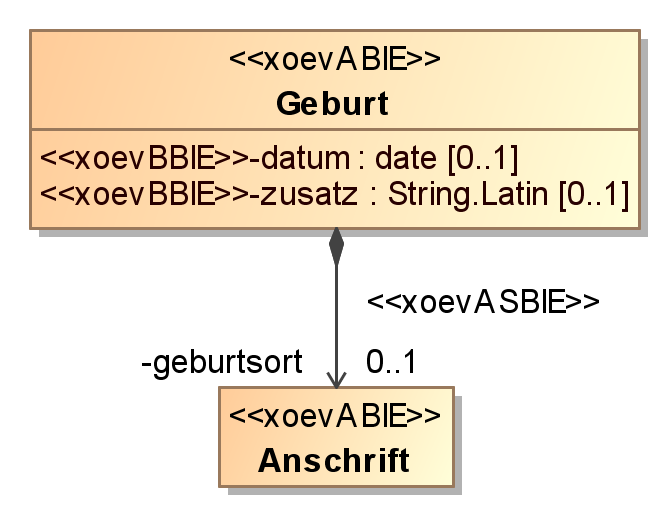 <<xoevABIE>>
Geburt
<<xoevBBIE>>-datum : date [0..1]
<<xoevBBIE>>-zusatz : String.Latin [0..1]
<<xoevASBIE>>
-geburtsort 0..1
<<xoevABIE>>
Anschrift